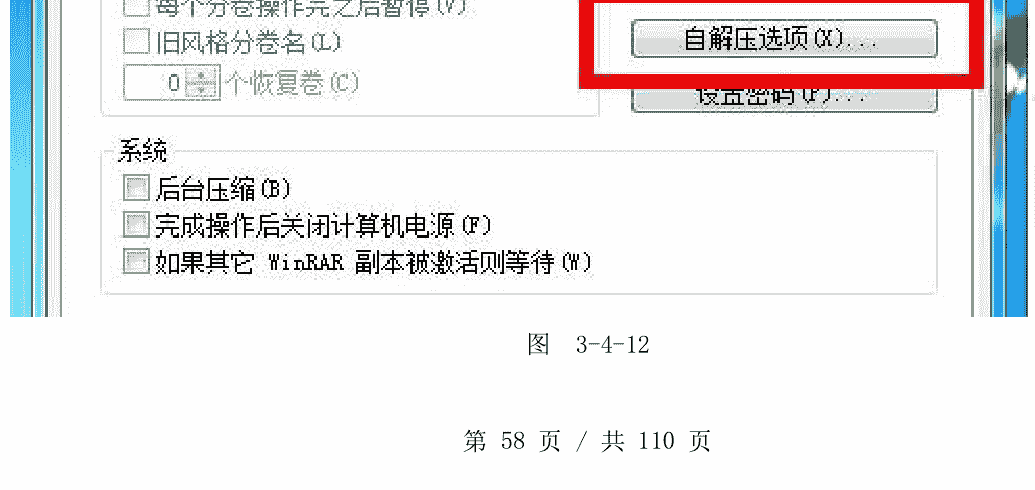 每个分卷操作完之后暂停(V)
旧风格分卷名(L)
0 个恢复卷(C)
自解压选项(X)...
设置密码(P)...
系统
后台压缩(B)
完成操作后关闭计算机电源(F)
如果其它 WinRAR 副本被激活则等待(W)
图 3-4-12
第 58 页 / 共 110 页